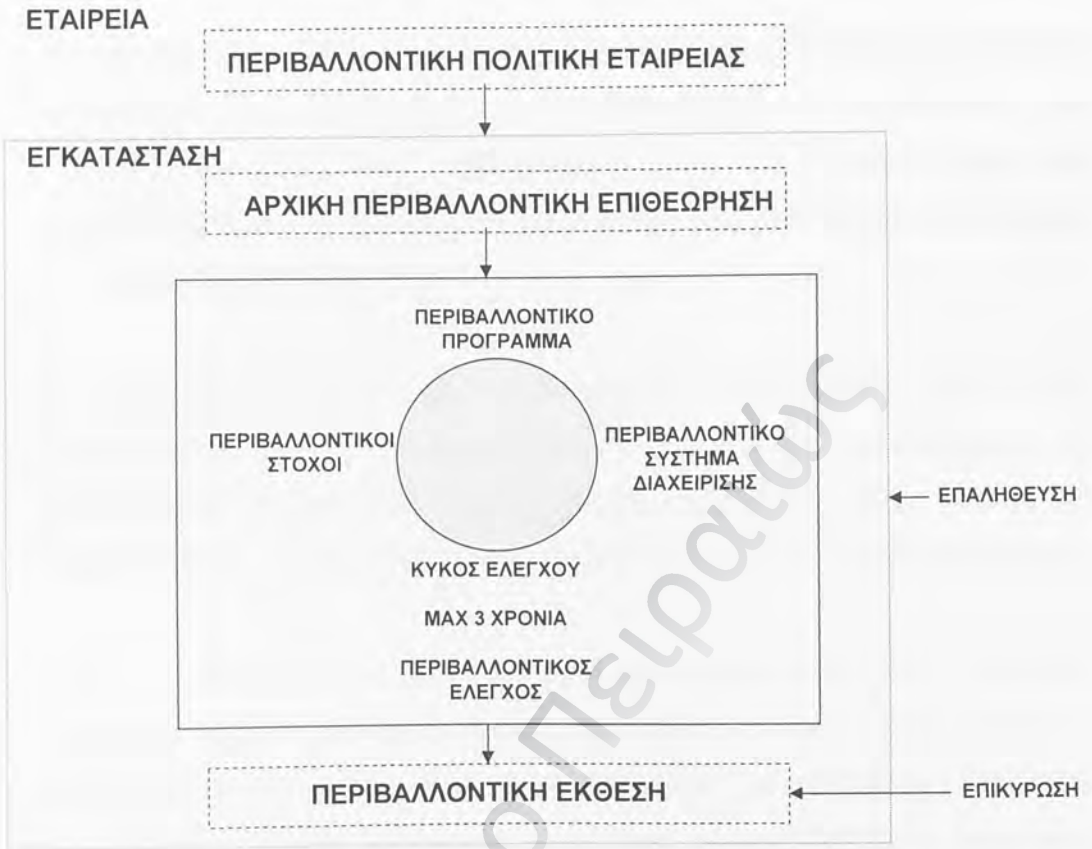 ΕΤΑΙΡΕΙΑ
ΠΕΡΙΒΑΛΛΟΝΤΙΚΗ ΠΟΛΙΤΙΚΗ ΕΤΑΙΡΕΙΑΣ
ΕΓΚΑΤΑΣΤΑΣΗ
ΑΡΧΙΚΗ ΠΕΡΙΒΑΛΛΟΝΤΙΚΗ ΕΠΙΘΕΩΡΗΣΗ
ΠΕΡΙΒΑΛΛΟΝΤΙΚΟ
ΠΡΟΓΡΑΜΜΑ
ΠΕΡΙΒΑΛΛΟΝΤΙΚΟΙ
ΣΤΟΧΟΙ
ΠΕΡΙΒΑΛΛΟΝΤΙΚΟ
ΣΥΣΤΗΜΑ
ΔΙΑΧΕΙΡΙΣΗΣ
ΕΠΑΛΗΘΕΥΣΗ
ΚΥΚΟΣ ΕΛΕΓΧΟΥ
MAX 3 ΧΡΟΝΙΑ
ΠΕΡΙΒΑΛΛΟΝΤΙΚΟΣ
ΕΛΕΓΧΟΣ
ΠΕΡΙΒΑΛΛΟΝΤΙΚΗ ΕΚΘΕΣΗ
ΕΠΙΚΥΡΩΣΗ
Πειραιώς